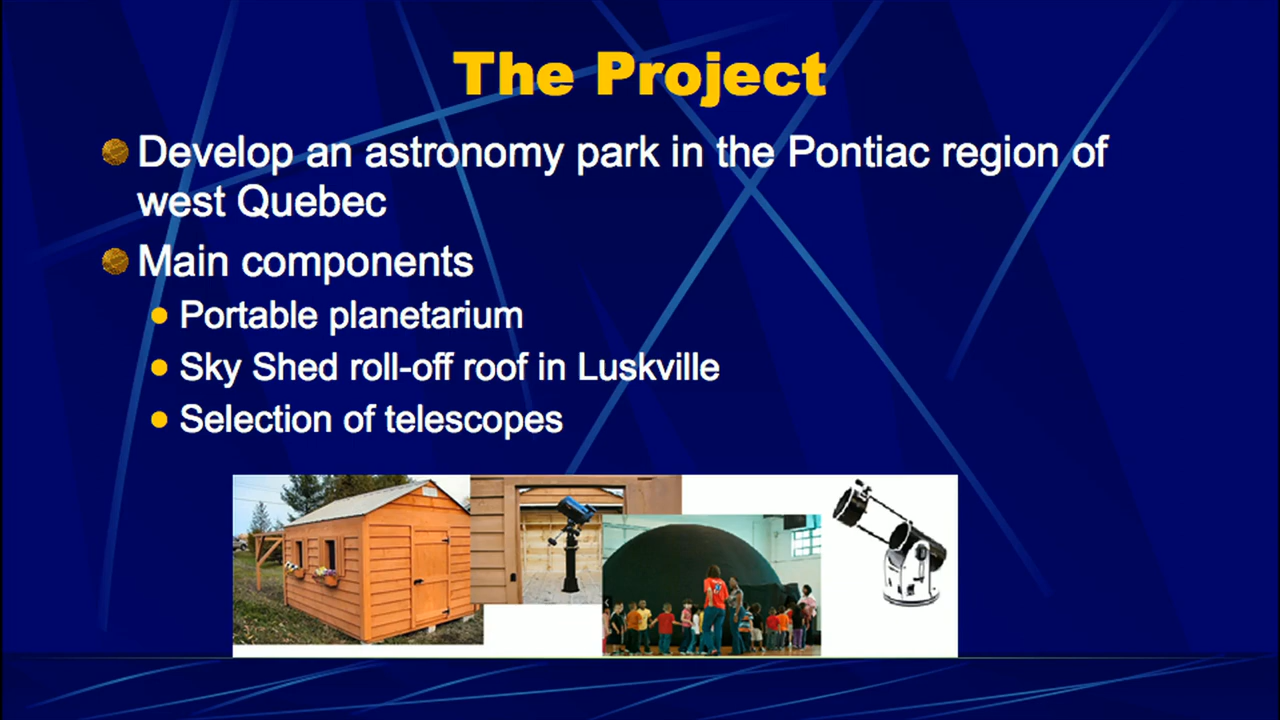 The Project
Develop an astronomy park in the Pontiac region of
west Quebec
Main components
Portable planetarium
Sky Shed roll-off roof in Luskville
Selection of telescopes